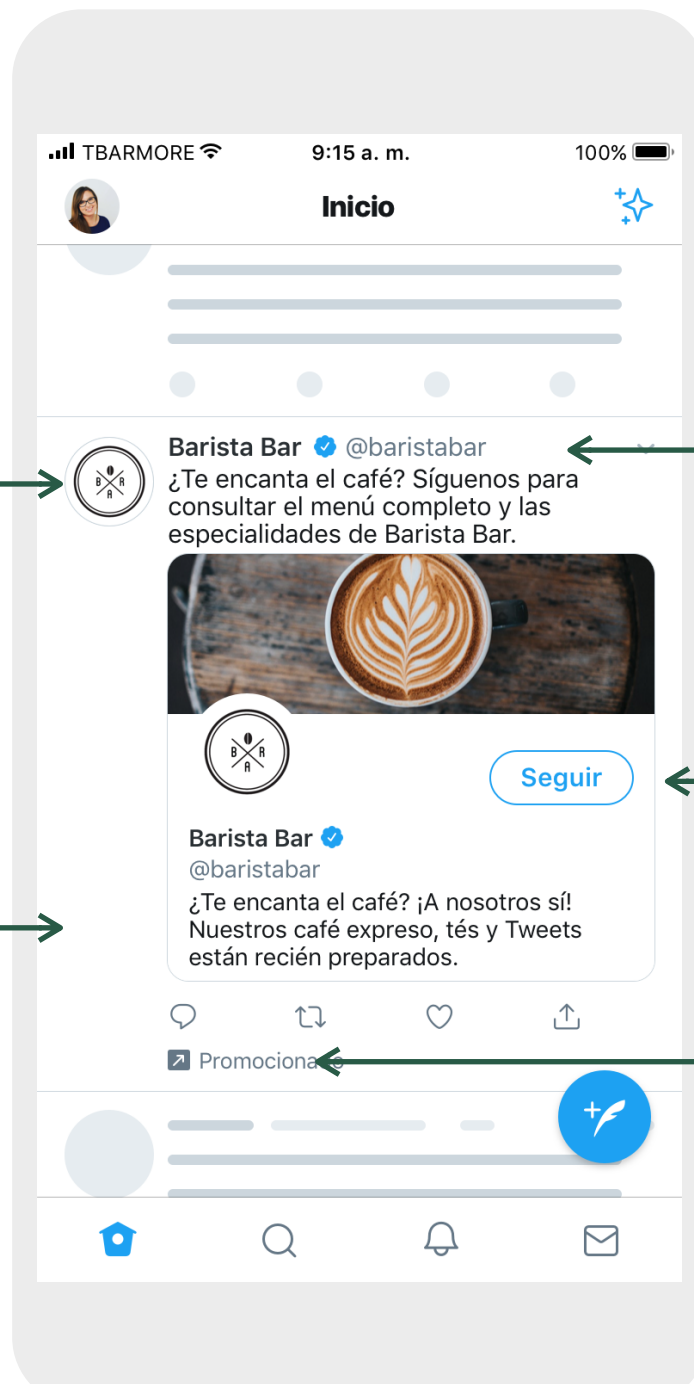 TBARMORE 9:15 a. m. 100%
Inicio
Barista Bar @baristabar
¿Te encanta el café? Síguenos para
consultar el menú completo y las
especialidades de Barista Bar.
B A R
A
B A R
A
Seguir
Barista Bar
@baristabar
¿Te encanta el café? ¡A nosotros sí!
Nuestros café expreso, tés y Tweets
están recién preparados.